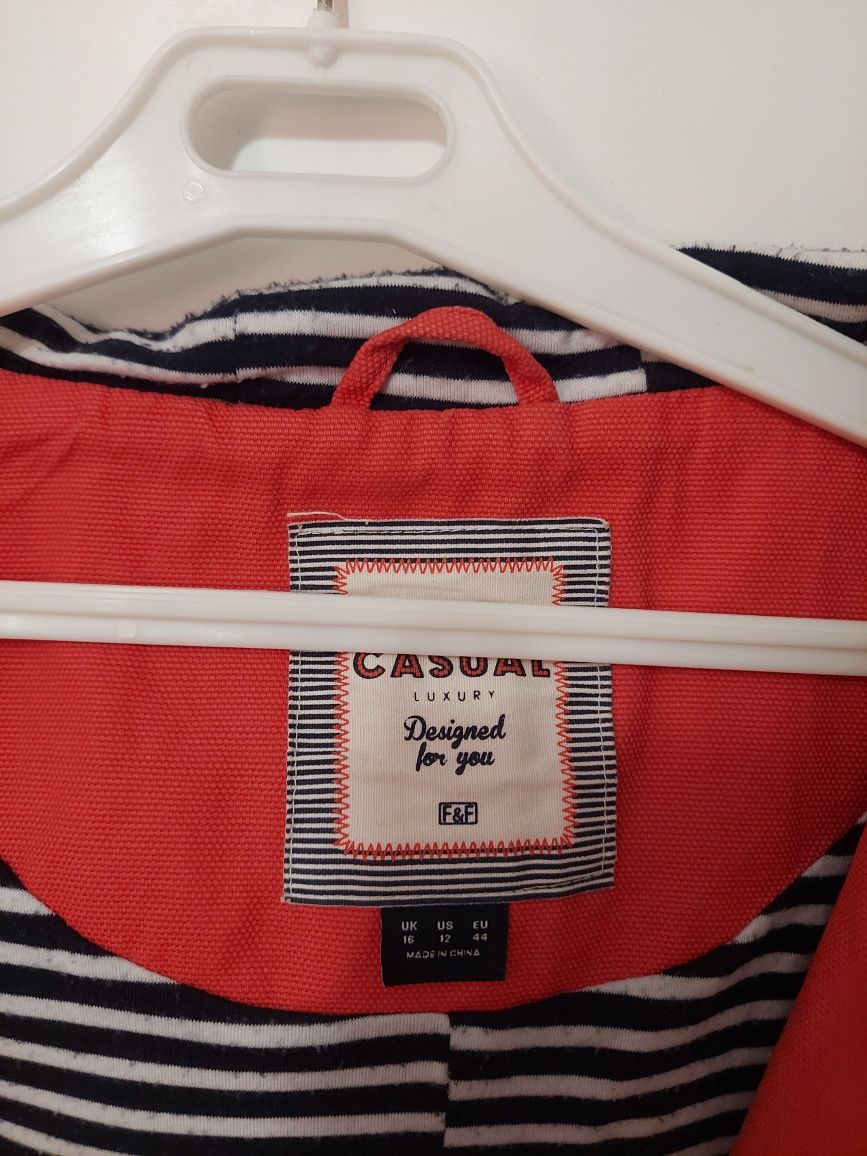 CASUAL
LUXURY
Designed
for you
F&F
UK US EU
16 12 44
MADE IN CHINA